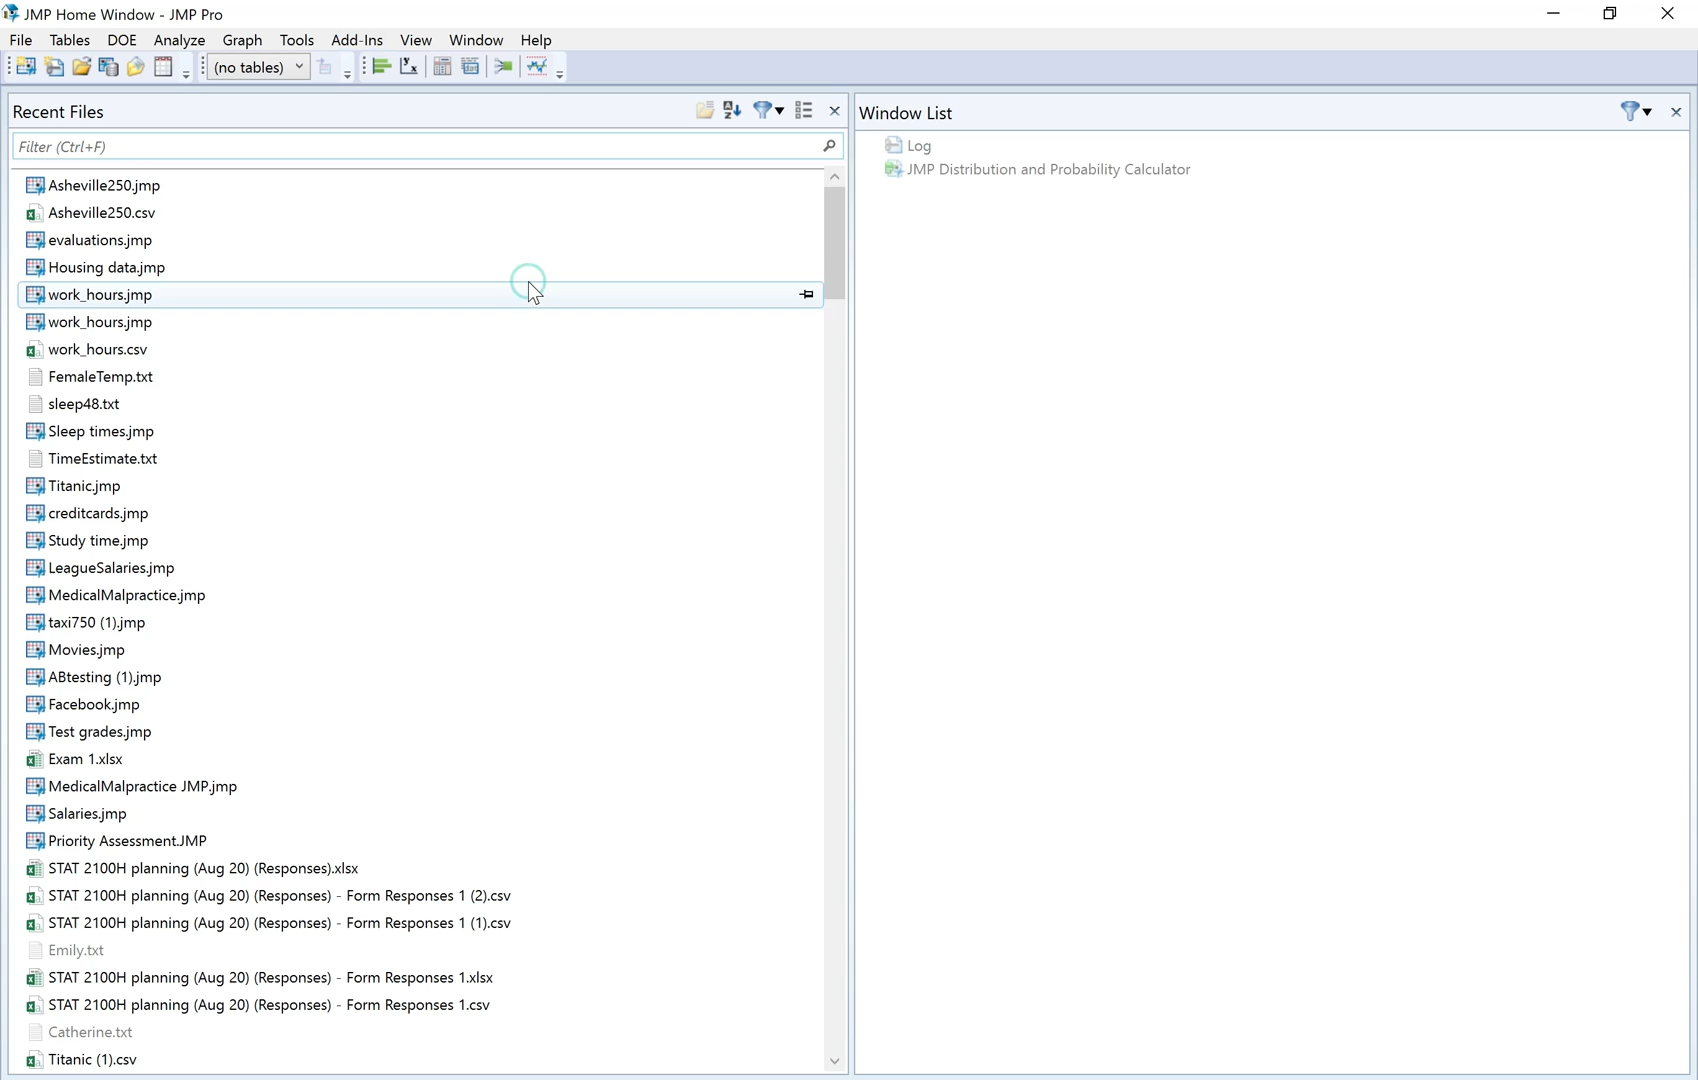 JMP Home Window - JMP Pro
File Tables DOE Analyze Graph Tools Add-Ins View Window Help
(no tables)
Recent Files
Filter (Ctrl+F)
Asheville250.jmp
Asheville250.csv
evaluations.jmp
Housing data.jmp
work_hours.jmp
work_hours.jmp
work_hours.csv
FemaleTemp.txt
sleep48.txt
Sleep times.jmp
TimeEstimate.txt
Titanic.jmp
creditcards.jmp
Study time.jmp
LeagueSalaries.jmp
MedicalMalpractice.jmp
taxi750 (1).jmp
Movies.jmp
ABtesting (1).jmp
Facebook.jmp
Test grades.jmp
Exam 1.xlsx
MedicalMalpractice JMP.jmp
Salaries.jmp
Priority Assessment.JMP
STAT 2100H planning (Aug 20) (Responses).xlsx
STAT 2100H planning (Aug 20) (Responses) - Form Responses 1 (2).csv
STAT 2100H planning (Aug 20) (Responses) - Form Responses 1 (1).csv
Emily.txt
STAT 2100H planning (Aug 20) (Responses) - Form Responses 1.xlsx
STAT 2100H planning (Aug 20) (Responses) - Form Responses 1.csv
Catherine.txt
Titanic (1).csv
Window List
Log
JMP Distribution and Probability Calculator